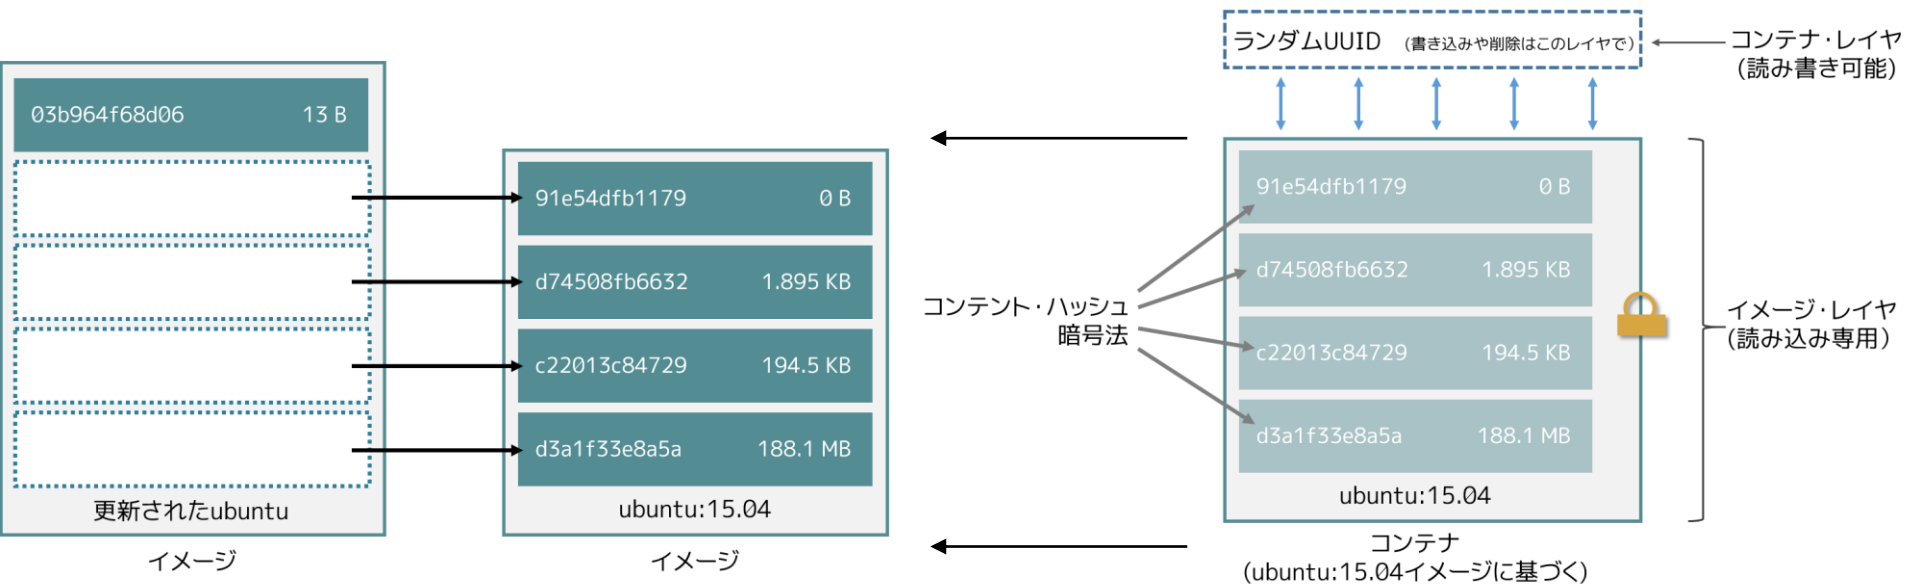 03b964f68d06 13 B
更新されたubuntu
イメージ
91e54dfb1179 0 B
d74508fb6632 1.895 KB
c22013c84729 194.5 KB
d3a1f33e8a5a 188.1 MB
ubuntu:15.04
イメージ
コンテント・ハッシュ
暗号法
ランダムUUID (書き込みや削除はこのレイヤで)
91e54dfb1179 0 B
d74508fb6632 1.895 KB
c22013c84729 194.5 KB
d3a1f33e8a5a 188.1 MB
ubuntu:15.04
コンテナ
(ubuntu:15.04イメージに基づく)
コンテナ・レイヤ
(読み書き可能)
イメージ・レイヤ
(読み込み専用)